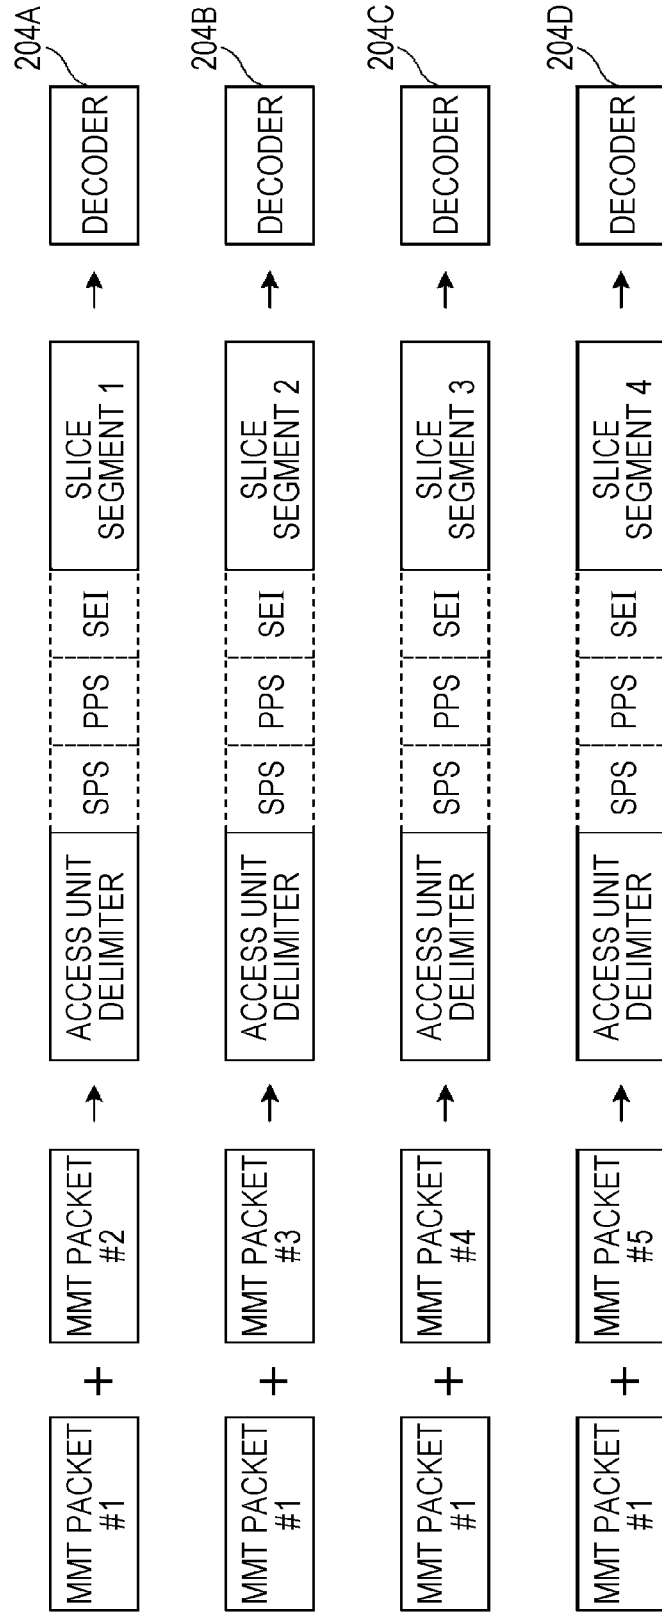 MMT PACKET
#1
+
MMT PACKET
#2
ACCESS UNIT
DELIMITER
SPS
PPS
SEI
SLICE
SEGMENT 1
DECODER
204A
MMT PACKET
#1
+
MMT PACKET
#3
ACCESS UNIT
DELIMITER
SPS
PPS
SEI
SLICE
SEGMENT 2
DECODER
204B
MMT PACKET
#1
+
MMT PACKET
#4
ACCESS UNIT
DELIMITER
SPS
PPS
SEI
SLICE
SEGMENT 3
DECODER
204C
MMT PACKET
#1
+
MMT PACKET
#5
ACCESS UNIT
DELIMITER
SPS
PPS
SEI
SLICE
SEGMENT 4
DECODER
204D